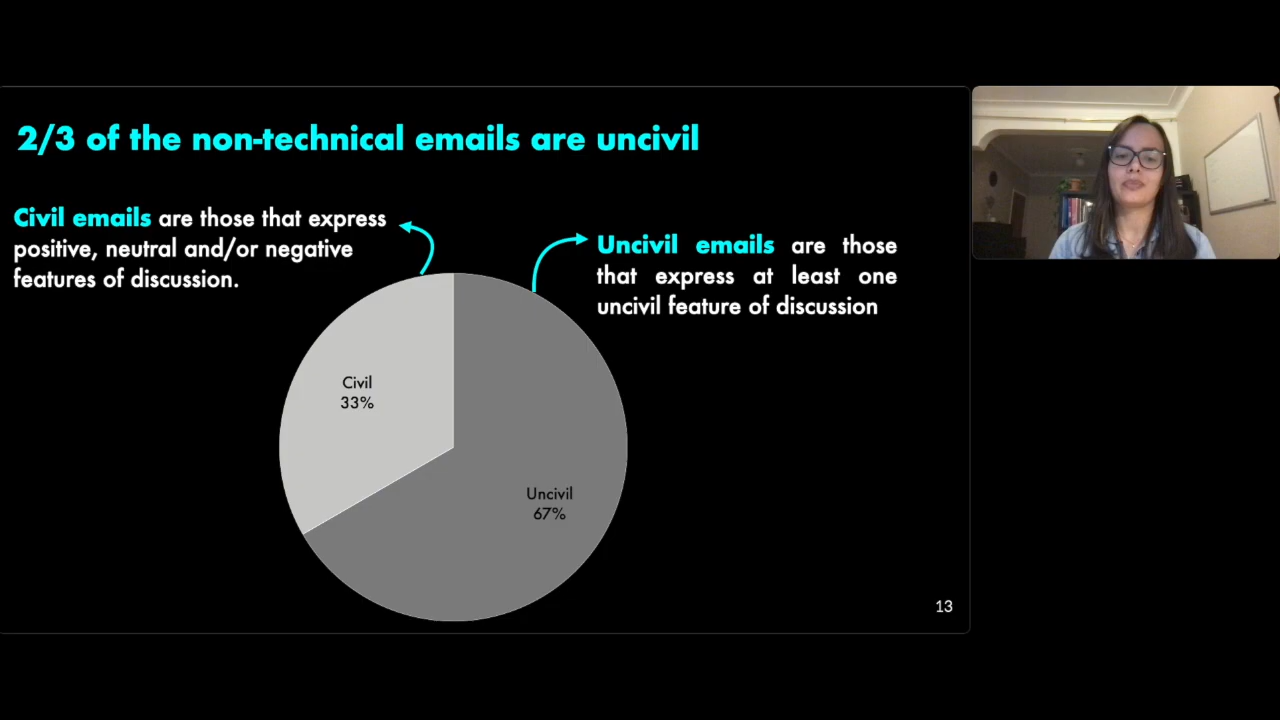 2/3 of the non-technical emails are uncivil
Civil emails are those that express
positive, neutral and/or negative
features of discussion.
Uncivil emails are those
that express at least one
uncivil feature of discussion
Civil
33%
Uncivil
67%
13